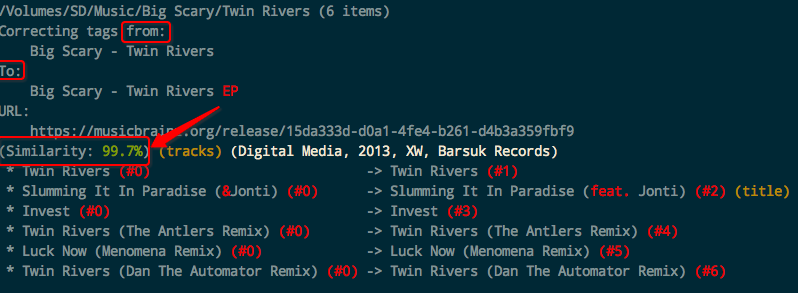 /Volumes/SD/Music/Big Scary/Twin Rivers (6 items)
Correcting tags from:
Big Scary - Twin Rivers
To:
Big Scary - Twin Rivers EP
URL:
https://musicbrainz.org/release/15da333d-d0a1-4fe4-b261-d4b3a359fbf9
(Similarity: 99.7%) (tracks) (Digital Media, 2013, XW, Barsuk Records)
* Twin Rivers (#0) -> Twin Rivers (#1)
* Slumming It In Paradise (&Jonti) (#0) -> Slumming It In Paradise (feat. Jonti) (#2) (title)
* Invest (#0) -> Invest (#3)
* Twin Rivers (The Antlers Remix) (#0) -> Twin Rivers (The Antlers Remix) (#4)
* Luck Now (Menomena Remix) (#0) -> Luck Now (Menomena Remix) (#5)
* Twin Rivers (Dan The Automator Remix) (#0) -> Twin Rivers (Dan The Automator Remix) (#6)